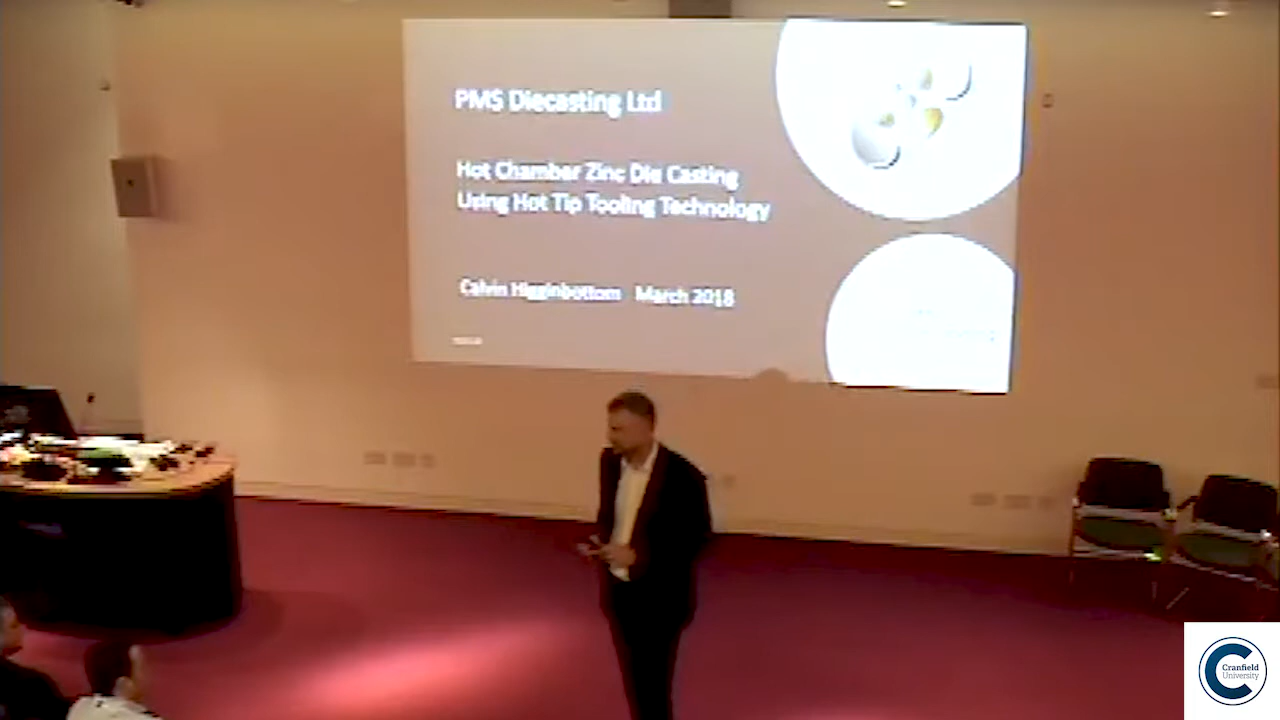 PMS Diecasting Ltd
Hot Chamber Zinc Die Casting
Using Hot Tip Tooling Technology
Calvin Higginbottom March 2018
Cranfield
University